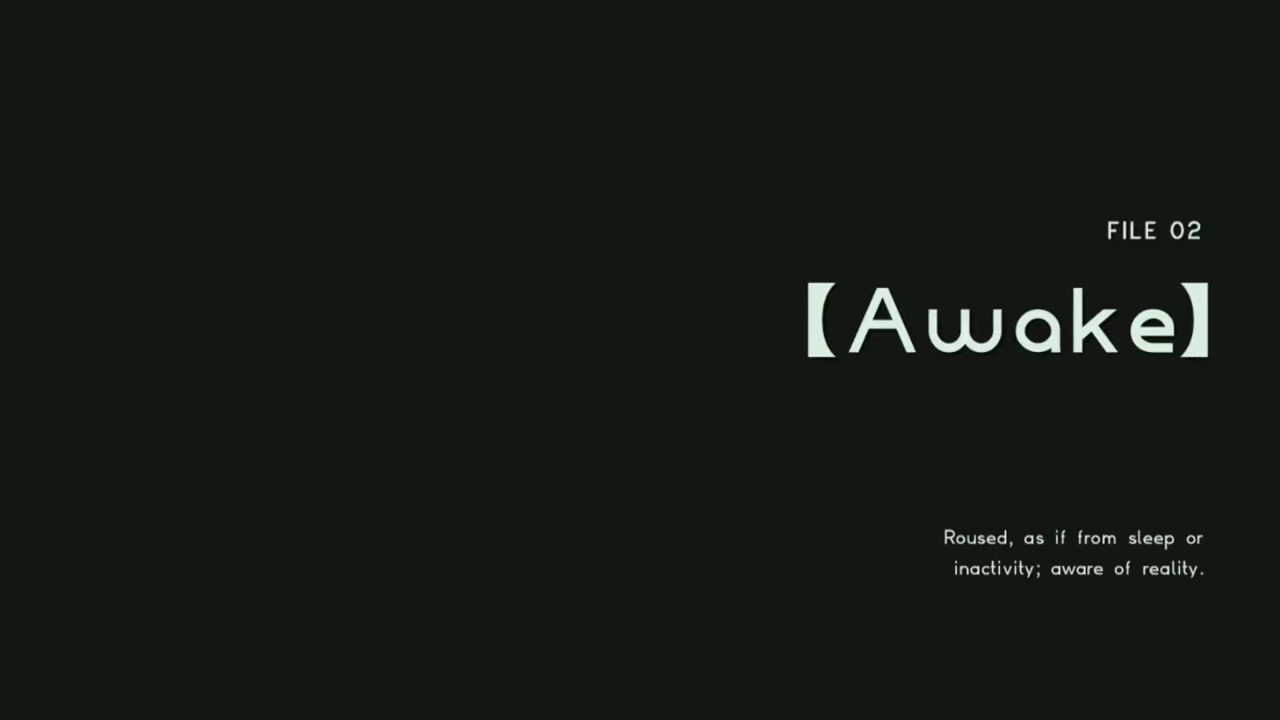 FILE 02
【Awake】
Roused, as if from sleep or
inactivity; aware of reality.